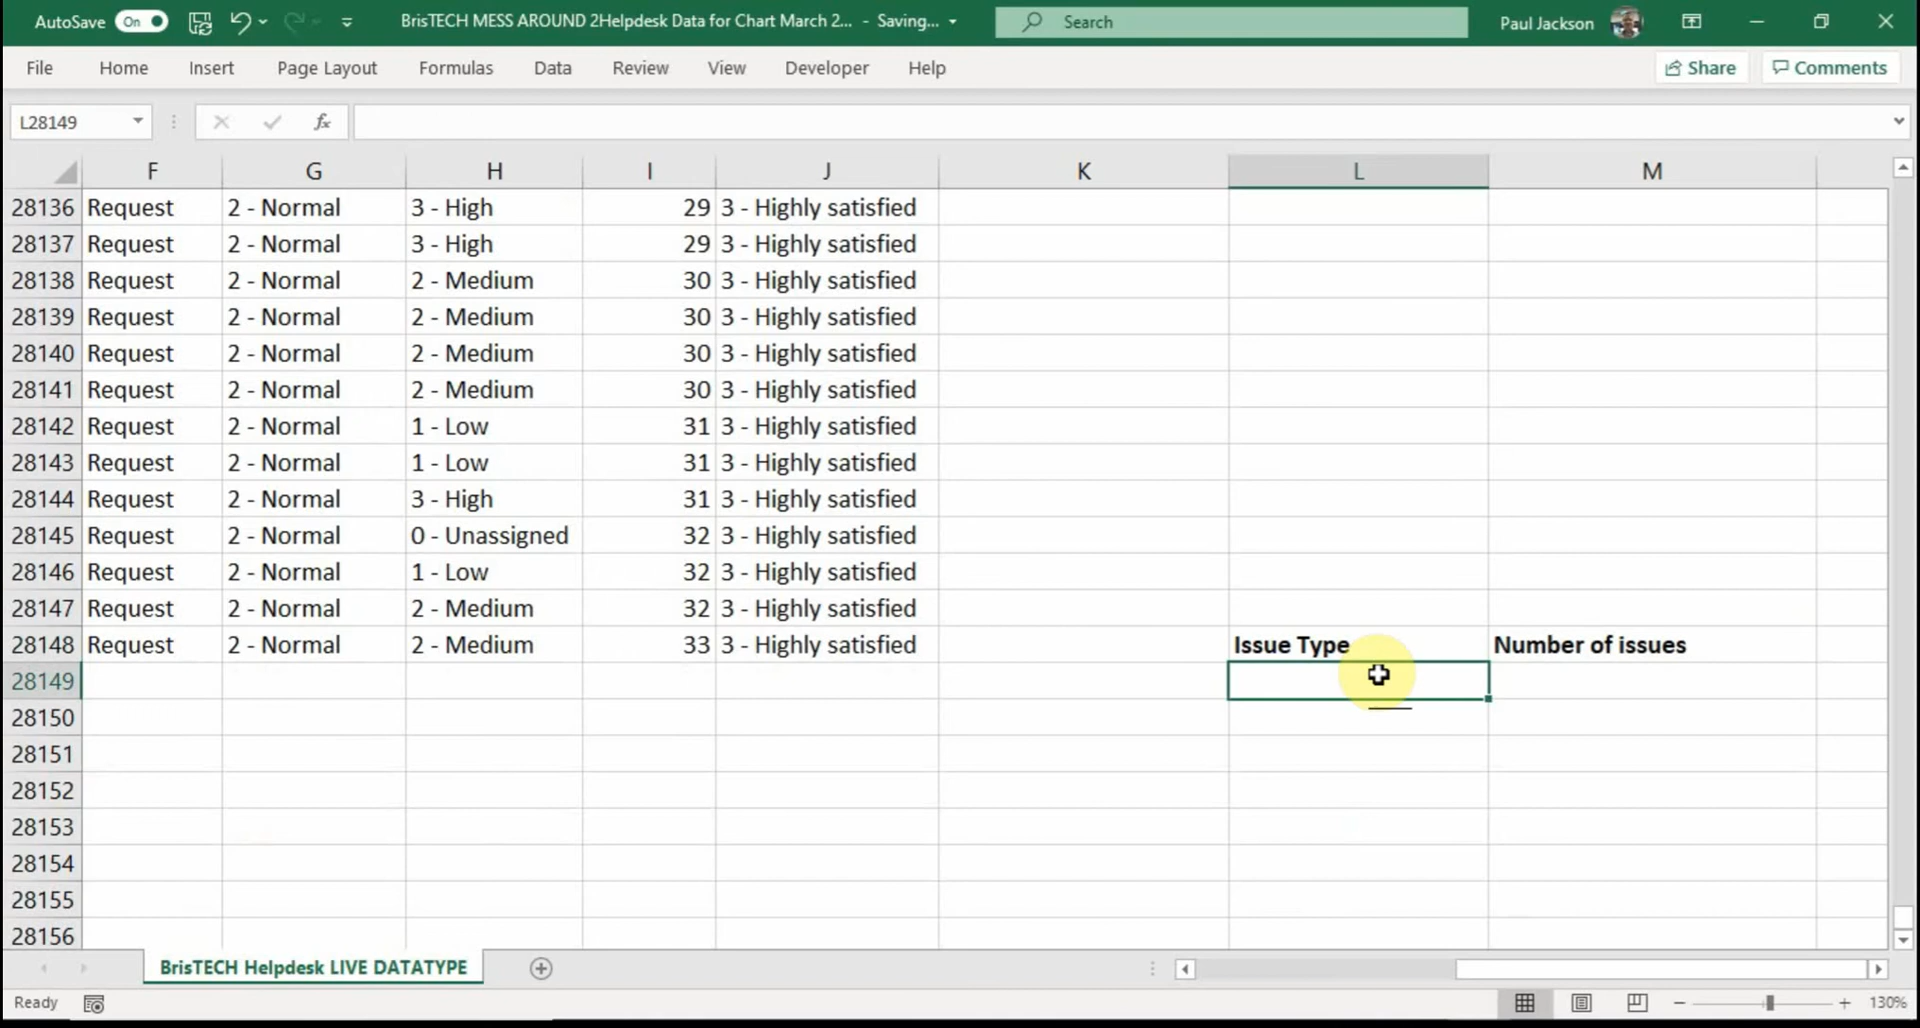 AutoSave On BrisTECH MESS AROUND 2Helpdesk Data for Chart March 2... - Saving... Search Paul Jackson
File Home Insert Page Layout Formulas Data Review View Developer Help Share Comments
L28149 fx
F G H I J K L M
28136 Request 2 - Normal 3 - High 29 3 - Highly satisfied
28137 Request 2 - Normal 3 - High 29 3 - Highly satisfied
28138 Request 2 - Normal 2 - Medium 30 3 - Highly satisfied
28139 Request 2 - Normal 2 - Medium 30 3 - Highly satisfied
28140 Request 2 - Normal 2 - Medium 30 3 - Highly satisfied
28141 Request 2 - Normal 2 - Medium 30 3 - Highly satisfied
28142 Request 2 - Normal 1 - Low 31 3 - Highly satisfied
28143 Request 2 - Normal 1 - Low 31 3 - Highly satisfied
28144 Request 2 - Normal 3 - High 31 3 - Highly satisfied
28145 Request 2 - Normal 0 - Unassigned 32 3 - Highly satisfied
28146 Request 2 - Normal 1 - Low 32 3 - Highly satisfied
28147 Request 2 - Normal 2 - Medium 32 3 - Highly satisfied
28148 Request 2 - Normal 2 - Medium 33 3 - Highly satisfied Issue Type Number of issues
28149
28150
28151
28152
28153
28154
28155
28156
BrisTECH Helpdesk LIVE DATATYPE
Ready 130%